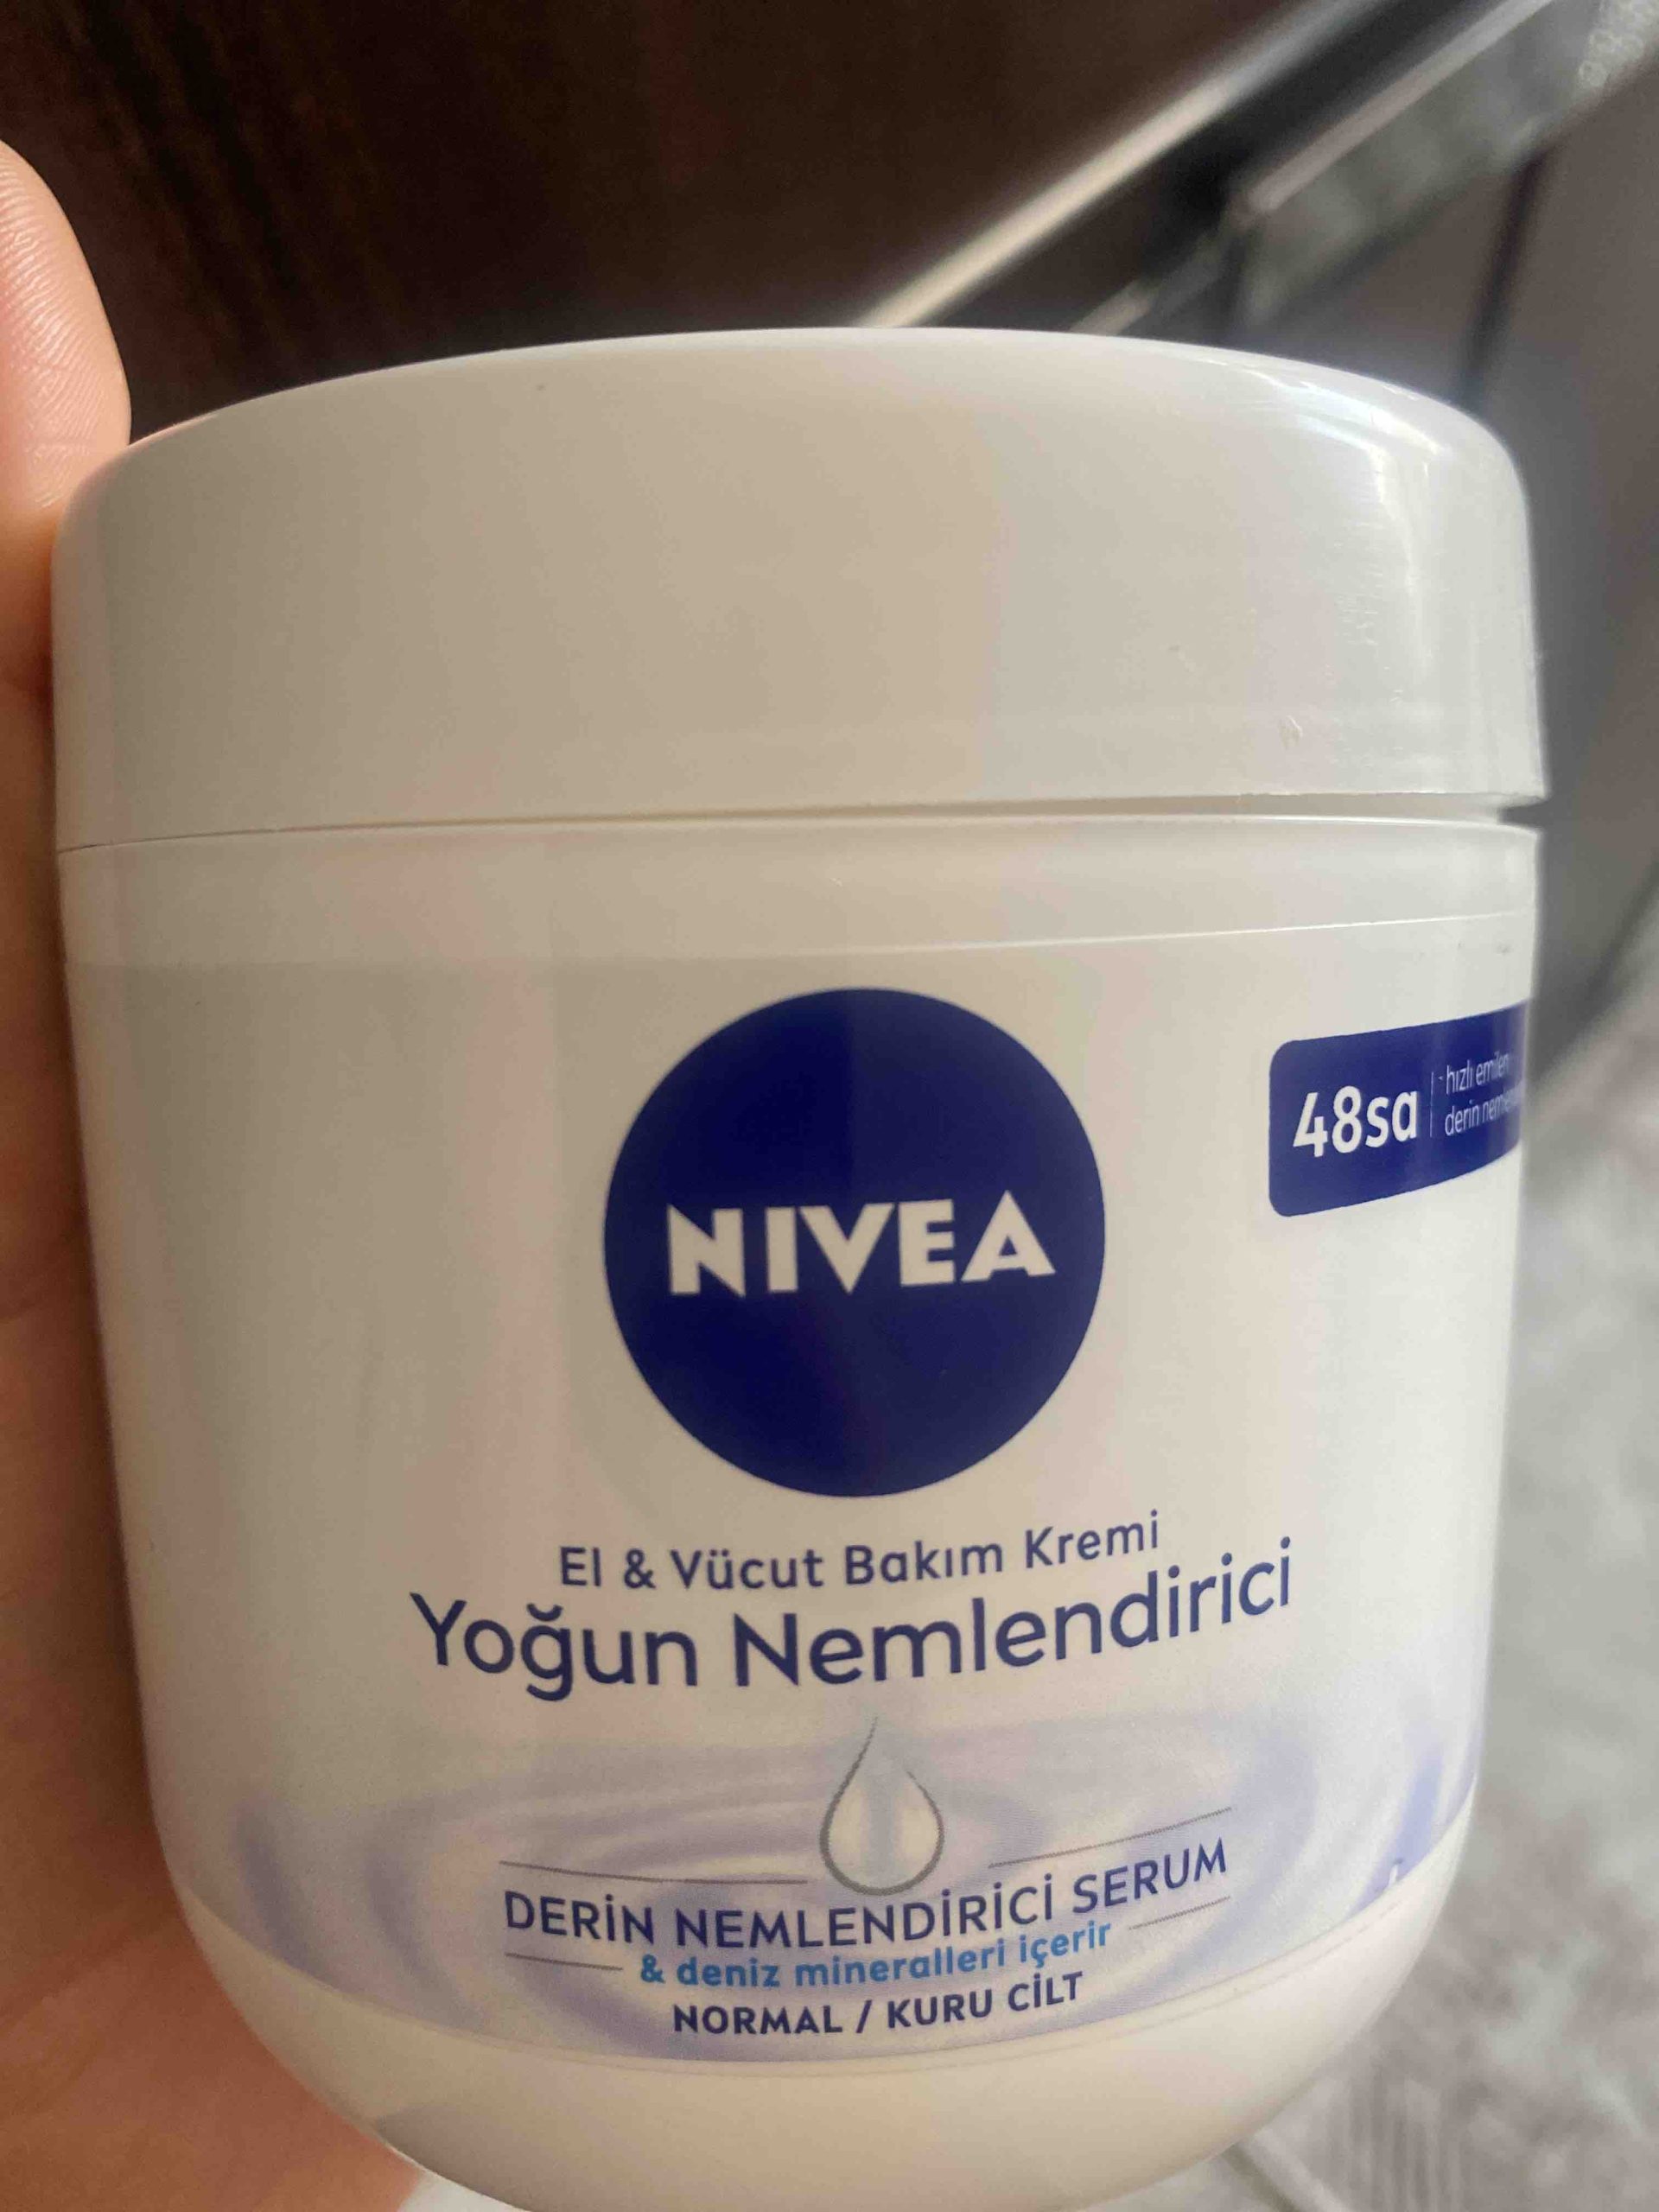 NIVEA
48sa
hızlı emilen
derin
El & Vücut Bakım Kremi
Yoğun Nemlendirici
DERİN NEMLENDİRİCİ SERUM
& deniz mineralleri içerir
NORMAL / KURU CİLT